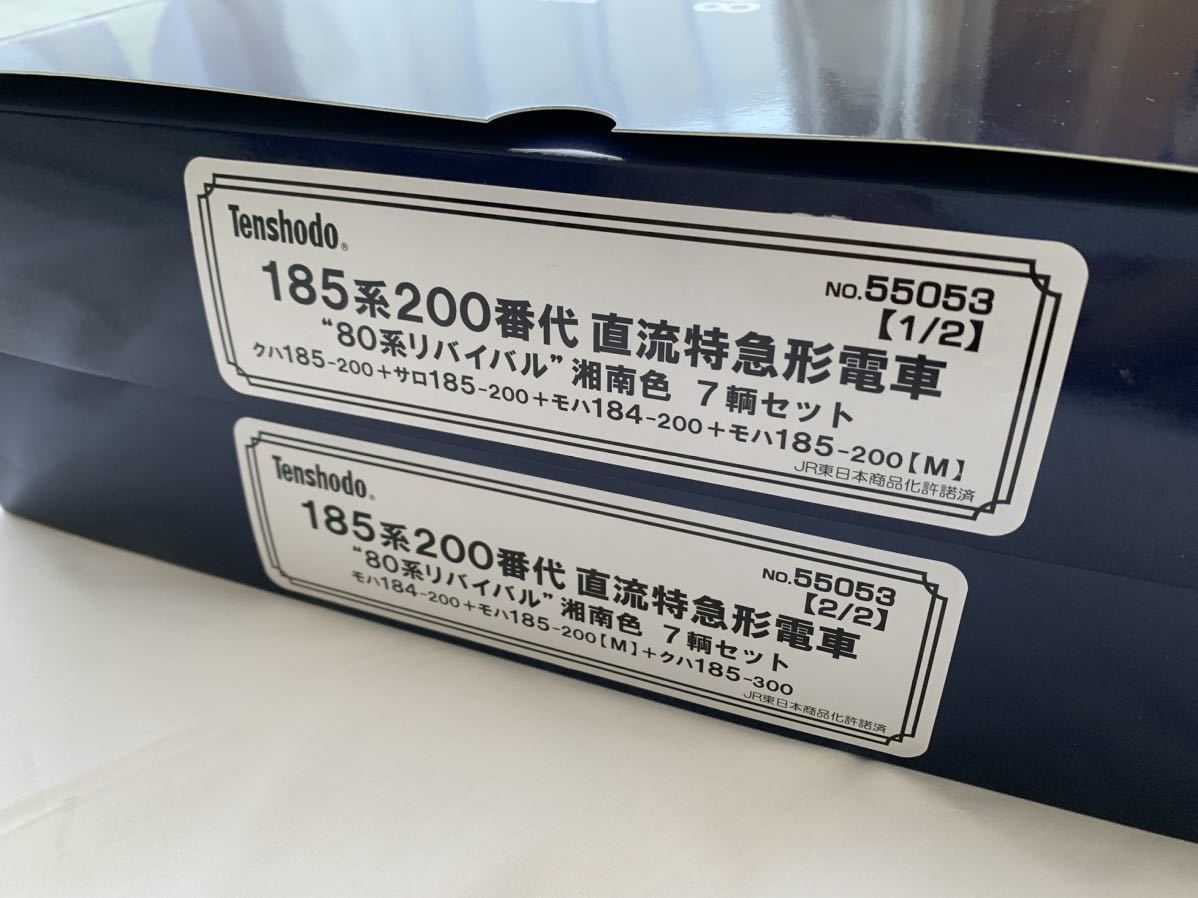 8
Tenshodo®
NO.55053
【1/2】
185系200番代 直流特急形電車
“80系リバイバル”湘南色 7輌セット
クハ185-200+サロ185-200+モハ184-200+モハ185-200【M】
JR東日本商品化許諾済
Tenshodo®
NO.55053
【2/2】
185系200番代 直流特急形電車
“80系リバイバル”湘南色 7輌セット
モハ184-200+モハ185-200【M】+クハ185-300
JR東日本商品化許諾済